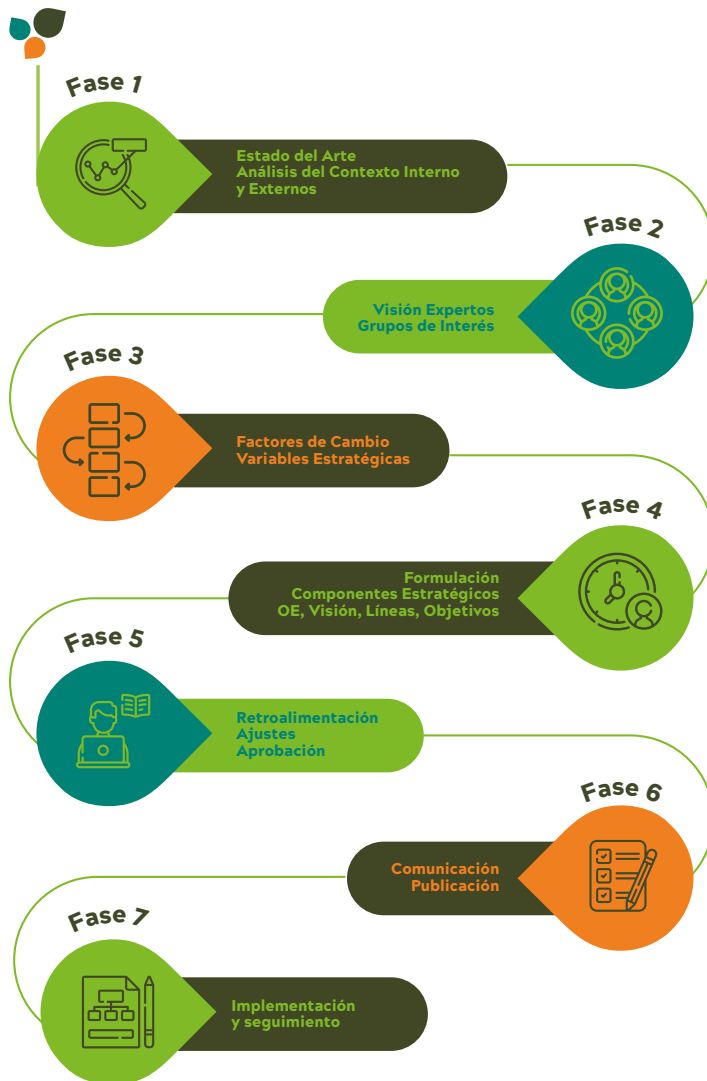 Fase 1
Estado del Arte
Análisis del Contexto Interno
y Externos
Fase 2
Visión Expertos
Grupos de Interés
Fase 3
Factores de Cambio
Variables Estratégicas
Fase 4
Formulación
Componentes Estratégicos
OE, Visión, Líneas, Objetivos
Fase 5
Retroalimentación
Ajustes
Aprobación
Fase 6
Comunicación
Publicación
Fase 7
Implementación
y seguimiento